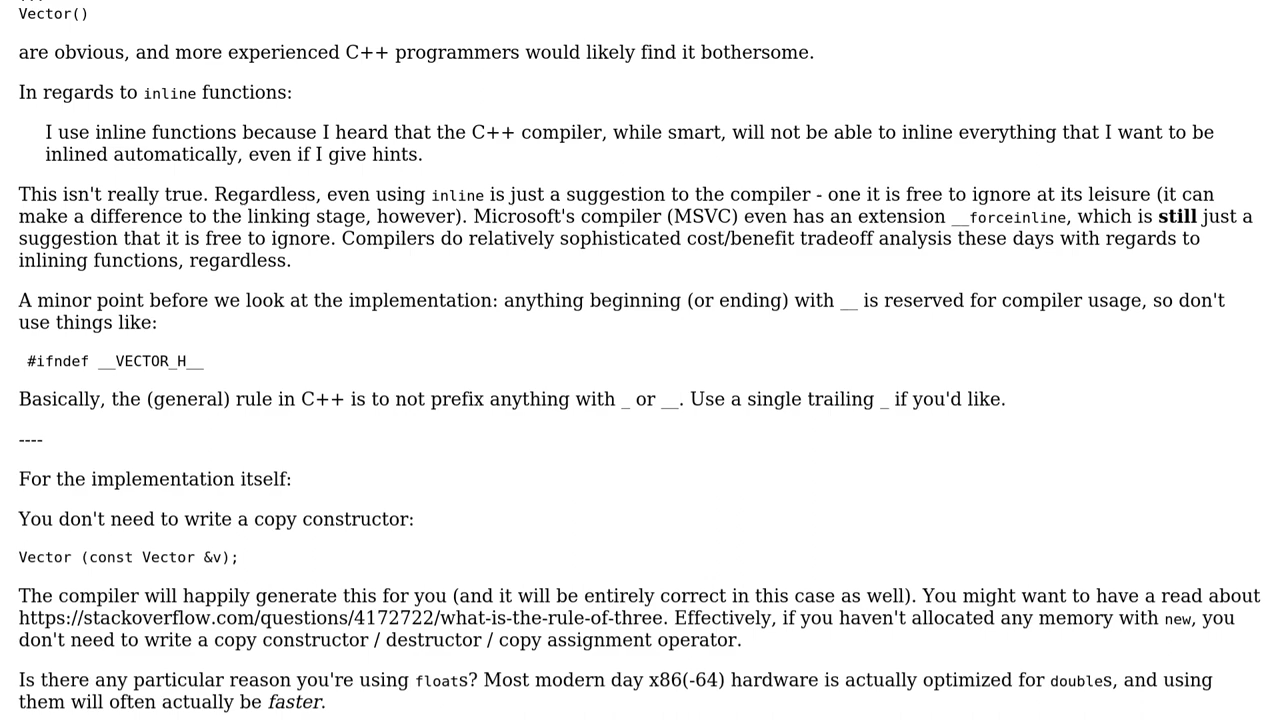 Vector()
are obvious, and more experienced C++ programmers would likely find it bothersome.
In regards to inline functions:
I use inline functions because I heard that the C++ compiler, while smart, will not be able to inline everything that I want to be
inlined automatically, even if I give hints.
This isn't really true. Regardless, even using inline is just a suggestion to the compiler - one it is free to ignore at its leisure (it can
make a difference to the linking stage, however). Microsoft's compiler (MSVC) even has an extension __forceinline, which is still just a
suggestion that it is free to ignore. Compilers do relatively sophisticated cost/benefit tradeoff analysis these days with regards to
inlining functions, regardless.
A minor point before we look at the implementation: anything beginning (or ending) with __ is reserved for compiler usage, so don't
use things like:
#ifndef __VECTOR_H__
Basically, the (general) rule in C++ is to not prefix anything with _ or __. Use a single trailing _ if you'd like.
----
For the implementation itself:
You don't need to write a copy constructor:
Vector (const Vector &v);
The compiler will happily generate this for you (and it will be entirely correct in this case as well). You might want to have a read about
https://stackoverflow.com/questions/4172722/what-is-the-rule-of-three. Effectively, if you haven't allocated any memory with new, you
don't need to write a copy constructor / destructor / copy assignment operator.
Is there any particular reason you're using floats? Most modern day x86(-64) hardware is actually optimized for doubles, and using
them will often actually be faster.